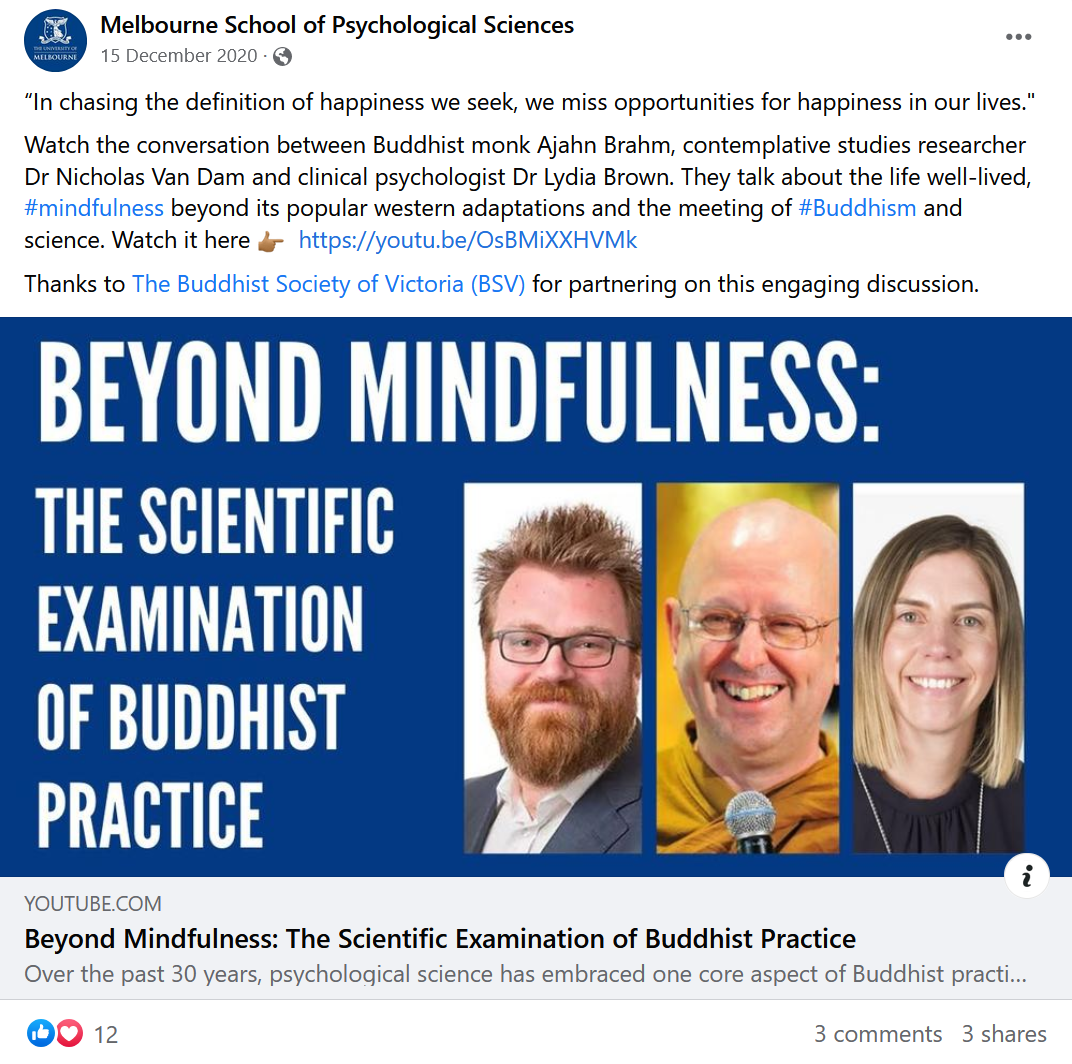 Melbourne School of Psychological Sciences
THE UNIVERSITY OF
MELBOURNE
15 December 2020 ·
“In chasing the definition of happiness we seek, we miss opportunities for happiness in our lives."
Watch the conversation between Buddhist monk Ajahn Brahm, contemplative studies researcher
Dr Nicholas Van Dam and clinical psychologist Dr Lydia Brown. They talk about the life well-lived,
#mindfulness beyond its popular western adaptations and the meeting of #Buddhism and
science. Watch it here 👉🏾 https://youtu.be/OsBMiXXHVMk
Thanks to The Buddhist Society of Victoria (BSV) for partnering on this engaging discussion.
BEYOND MINDFULNESS:
THE SCIENTIFIC
EXAMINATION
OF BUDDHIST
PRACTICE
i
YOUTUBE.COM
Beyond Mindfulness: The Scientific Examination of Buddhist Practice
Over the past 30 years, psychological science has embraced one core aspect of Buddhist practi...
12
3 comments 3 shares